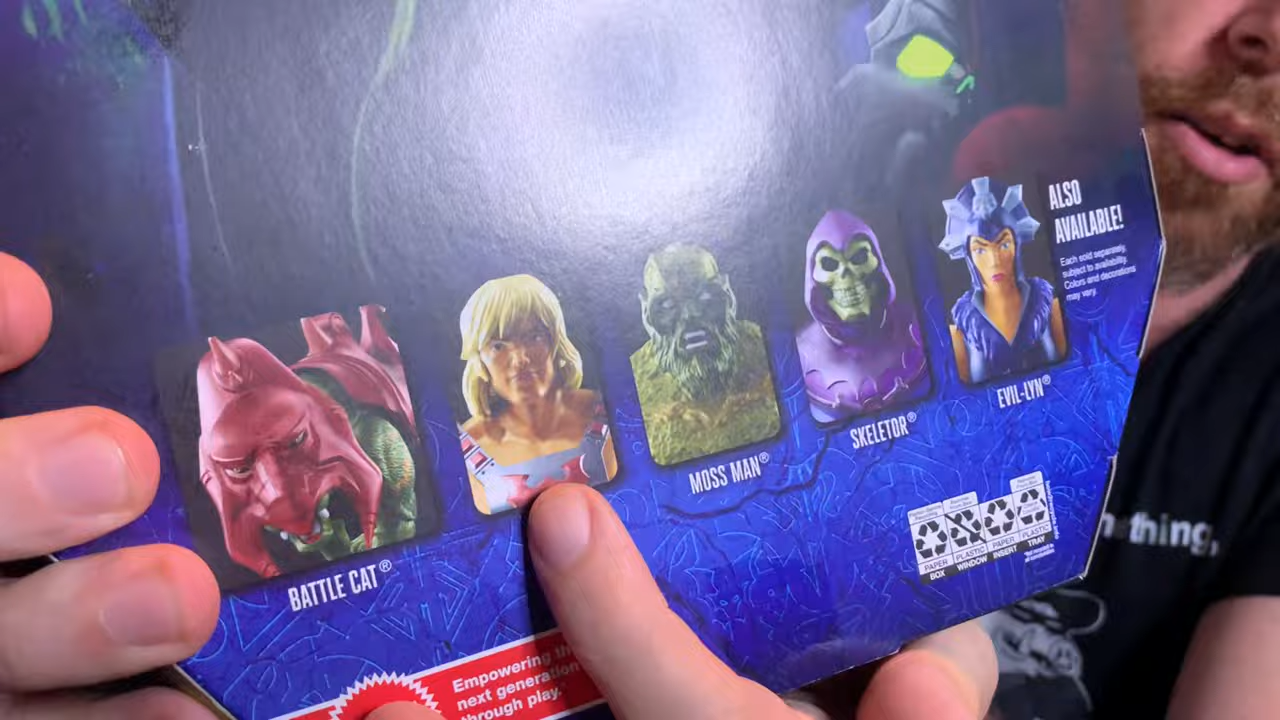 ALSO
AVAILABLE!
Each sold separately,
subject to availability.
Colors and decorations
may vary.
EVIL-LYN®
SKELETOR®
MOSS MAN®
BATTLE CAT®
PAPER
BOX
PLASTIC
WINDOW
PAPER
INSERT
PLASTIC
TRAY
Empowering
next generation
through play.
thing,